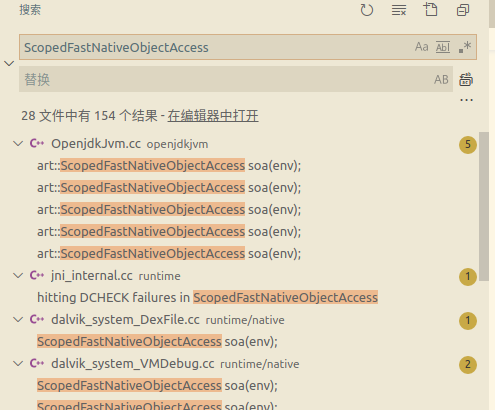 搜索
ScopedFastNativeObjectAccess
Aa Abl .*
替换
AB
...
28 文件中有 154 个结果 - 在编辑器中打开
C++ OpenjdkJvm.cc openjdkjvm 5
art::ScopedFastNativeObjectAccess soa(env);
art::ScopedFastNativeObjectAccess soa(env);
art::ScopedFastNativeObjectAccess soa(env);
art::ScopedFastNativeObjectAccess soa(env);
art::ScopedFastNativeObjectAccess soa(env);
C++ jni_internal.cc runtime 1
hitting DCHECK failures in ScopedFastNativeObjectAccess
C++ dalvik_system_DexFile.cc runtime/native 1
ScopedFastNativeObjectAccess soa(env);
C++ dalvik_system_VMDebug.cc runtime/native 2
ScopedFastNativeObjectAccess soa(env);
ScopedFastNativeObjectAccess soa(env);